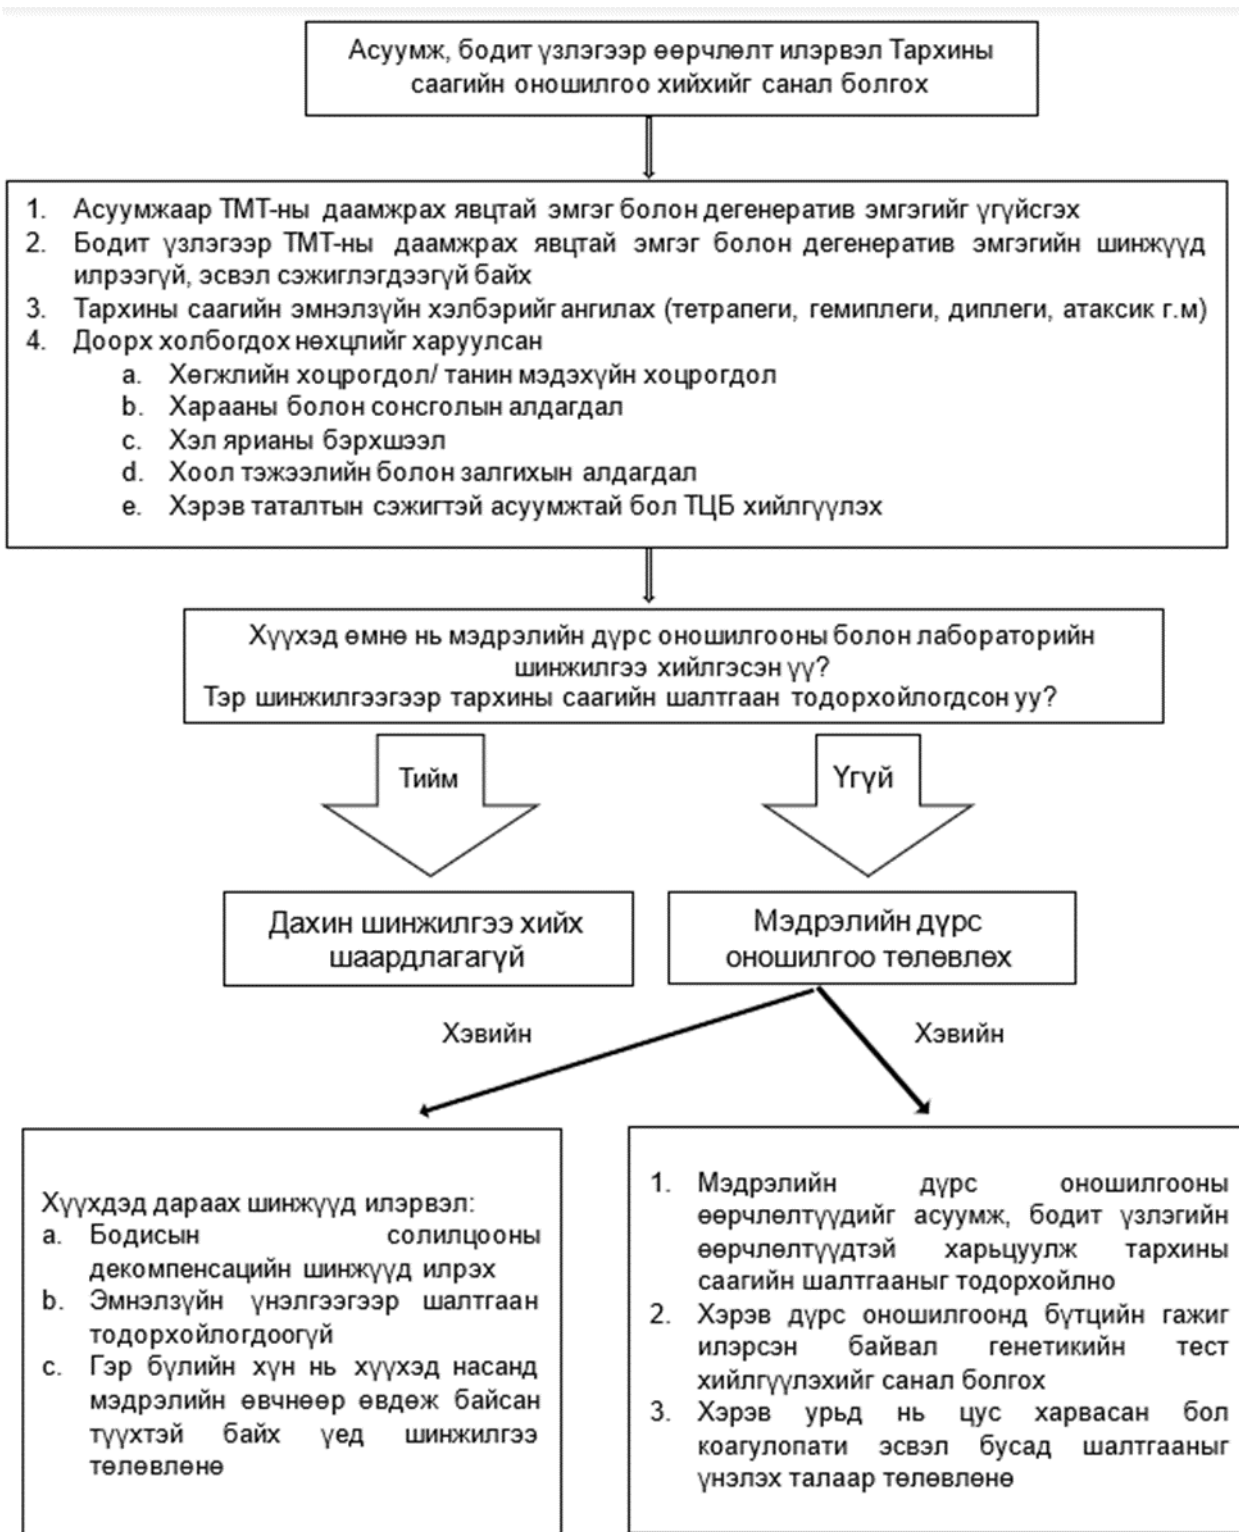 Асуумж, бодит үзлэгээр өөрчлөлт илэрвэл Тархины
саагийн оношилгоо хийхийг санал болгох
1. Асуумжаар ТМТ-ны даамжрах явцтай эмгэг болон дегенератив эмгэгийг үгүйсгэх
2. Бодит үзлэгээр ТМТ-ны даамжрах явцтай эмгэг болон дегенератив эмгэгийн шинжүүд
илрээгүй, эсвэл сэжиглэгдээгүй байх
3. Тархины саагийн эмнэлзүйн хэлбэрийг ангилах (тетрапеги, гемиплеги, диплеги, атаксик г.м)
4. Доорх холбогдох нөхцлийг харуулсан
a. Хөгжлийн хоцрогдол/ танин мэдэхүйн хоцрогдол
b. Харааны болон сонсголын алдагдал
c. Хэл ярианы бэрхшээл
d. Хоол тэжээлийн болон залгихын алдагдал
e. Хэрэв таталтын сэжигтэй асуумжтай бол ТЦБ хийлгүүлэх
Хүүхэд өмнө нь мэдрэлийн дүрс оношилгооны болон лабораторийн
шинжилгээ хийлгэсэн үү?
Тэр шинжилгээгээр тархины саагийн шалтгаан тодорхойлогдсон уу?
Тийм
Үгүй
Дахин шинжилгээ хийх
шаардлагагүй
Мэдрэлийн дүрс
оношилгоо төлөвлөх
Хэвийн
Хэвийн
Хүүхдэд дараах шинжүүд илэрвэл:
a. Бодисын солилцооны
декомпенсацийн шинжүүд илрэх
b. Эмнэлзүйн үнэлгээгээр шалтгаан
тодорхойлогдоогүй
c. Гэр бүлийн хүн нь хүүхэд насанд
мэдрэлийн өвчнөөр өвдөж байсан
түүхтэй байх үед шинжилгээ
төлөвлөнө
1. Мэдрэлийн дүрс оношилгооны
өөрчлөлтүүдийг асуумж, бодит үзлэгийн
өөрчлөлтүүдтэй харьцуулж тархины
саагийн шалтгааныг тодорхойлно
2. Хэрэв дүрс оношилгоонд бүтцийн гажиг
илэрсэн байвал генетикийн тест
хийлгүүлэхийг санал болгох
3. Хэрэв урьд нь цус харвасан бол
коагулопати эсвэл бусад шалтгааныг
үнэлэх талаар төлөвлөнө